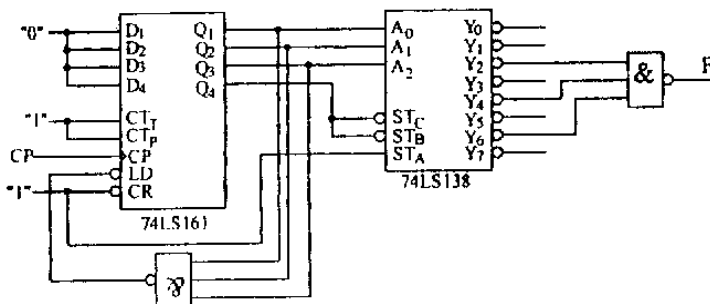 "0"
D1
D2
D3
D4
Q1
Q2
Q3
Q4
"1"
CTT
CTP
CP
CP
LD
"1"
CR
74LS161
A0
A1
A2
STC
STB
STA
Y0
Y1
Y2
Y3
Y4
Y5
Y6
Y7
74LS138
&
F
&